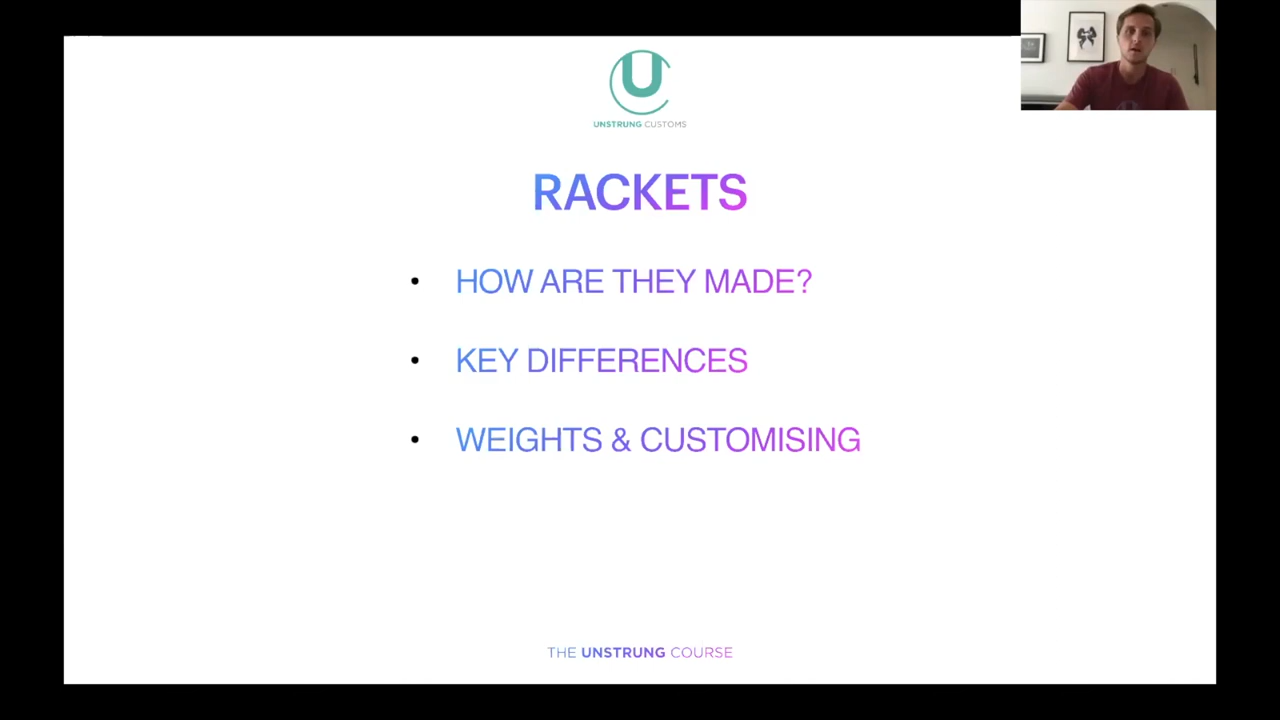 UNSTRUNG CUSTOMS
RACKETS
• HOW ARE THEY MADE?
• KEY DIFFERENCES
• WEIGHTS & CUSTOMISING
THE UNSTRUNG COURSE